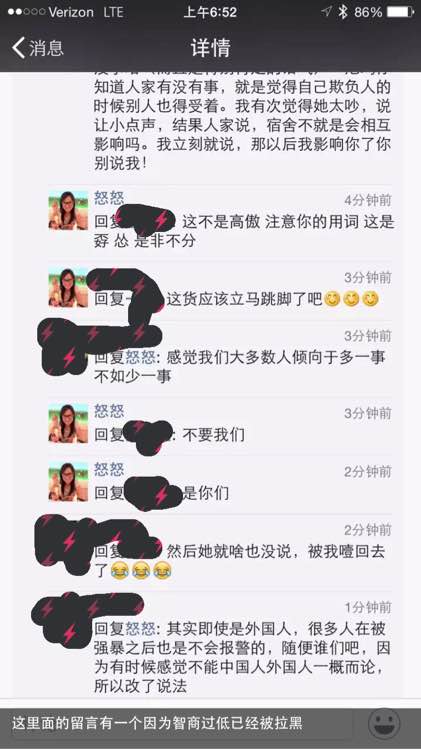 Verizon LTE 上午6:52 86%
消息 详情
知道人家有没有事，就是觉得自己欺负人的
时候别人也得受着。我有次觉得她太吵，说
让小点声，结果人家说，宿舍不就是会相互
影响吗。我立刻就说，那以后我影响你了你
别说我！
怒怒 4分钟前
回复 : 这不是高傲 注意你的用词 这是
孬 怂 是非不分
3分钟前
回复 这货应该立马跳脚了吧😊😊😊
3分钟前
回复怒怒: 感觉我们大多数人倾向于多一事
不如少一事
怒怒 3分钟前
回复 : 不要我们
怒怒 2分钟前
回复 是你们
2分钟前
回复 然后她就啥也没说，被我噎回去
了😂😂😂
1分钟前
回复怒怒: 其实即使是外国人，很多人在被
强暴之后也是不会报警的，随便谁们吧，因
为有时候感觉不能中国人外国人一概而论，
所以改了说法
这里面的留言有一个因为智商过低已经被拉黑